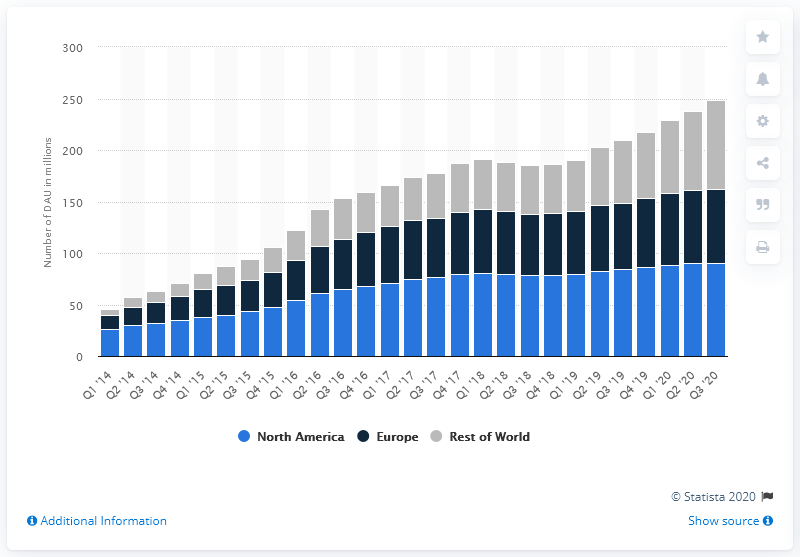 300
250
200
150
100
50
0
Number of DAU in millions
Q1 '14
Q2 '14
Q3 '14
Q4 '14
Q1 '15
Q2 '15
Q3 '15
Q4 '15
Q1 '16
Q2 '16
Q3 '16
Q4 '16
Q1 '17
Q2 '17
Q3 '17
Q4 '17
Q1 '18
Q2 '18
Q3 '18
Q4 '18
Q1 '19
Q2 '19
Q3 '19
Q4 '19
Q1 '20
Q2 '20
Q3 '20
North America Europe Rest of World
© Statista 2020
Additional Information Show source